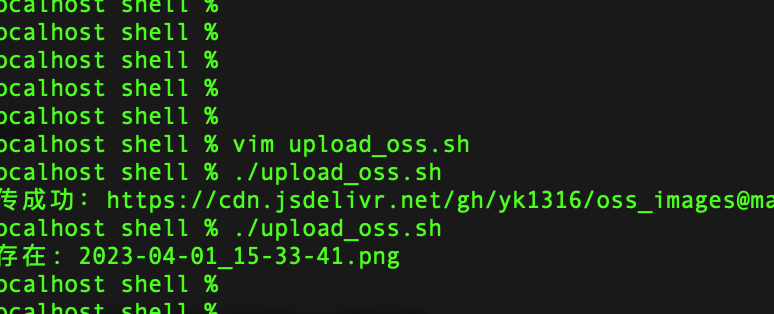 ocalhost shell %
ocalhost shell %
ocalhost shell %
ocalhost shell %
ocalhost shell %
ocalhost shell % vim upload_oss.sh
ocalhost shell % ./upload_oss.sh
传成功: https://cdn.jsdelivr.net/gh/yk1316/oss_images@ma
ocalhost shell % ./upload_oss.sh
存在: 2023-04-01_15-33-41.png
ocalhost shell %
ocalhost shell %